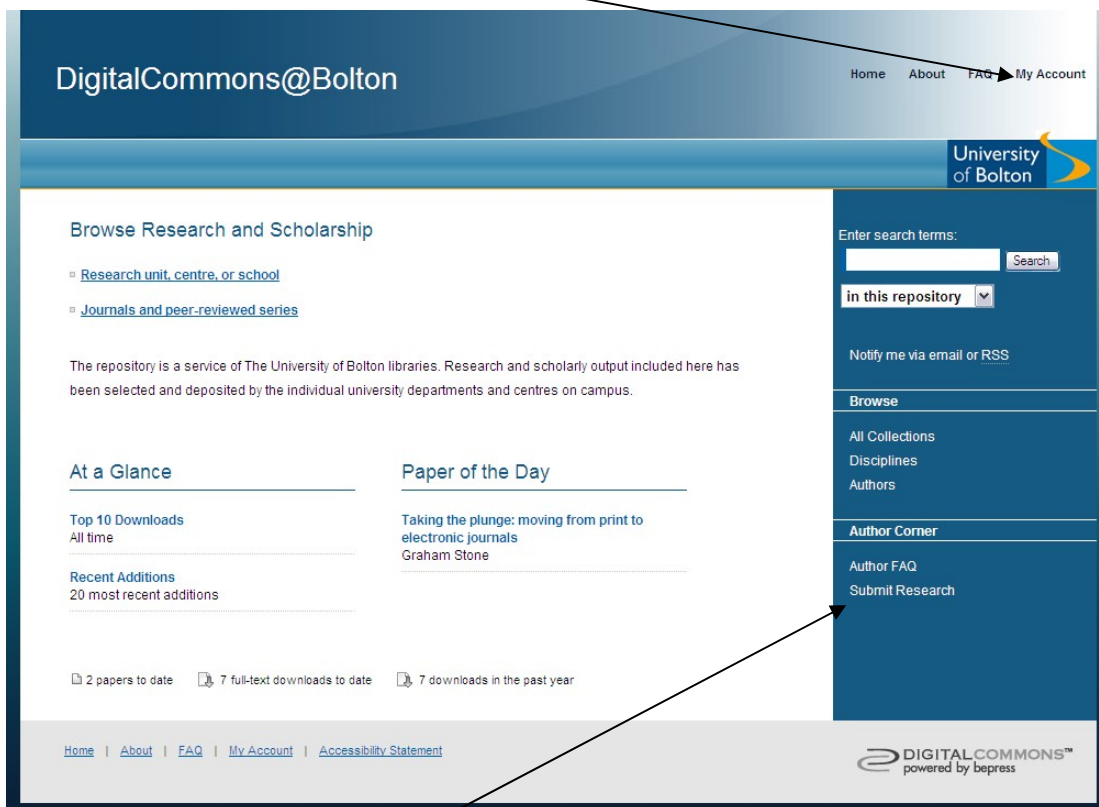 DigitalCommons@Bolton
Home About FAQ My Account
University
of Bolton
Browse Research and Scholarship
Research unit, centre, or school
Journals and peer-reviewed series
The repository is a service of The University of Bolton libraries. Research and scholarly output included here has
been selected and deposited by the individual university departments and centres on campus.
At a Glance
Top 10 Downloads
All time
Recent Additions
20 most recent additions
Paper of the Day
Taking the plunge: moving from print to
electronic journals
Graham Stone
2 papers to date 7 full-text downloads to date 7 downloads in the past year
Enter search terms:
Search
in this repository
Notify me via email or RSS
Browse
All Collections
Disciplines
Authors
Author Corner
Author FAQ
Submit Research
Home | About | FAQ | My Account | Accessibility Statement
DIGITALCOMMONS™
powered by bepress